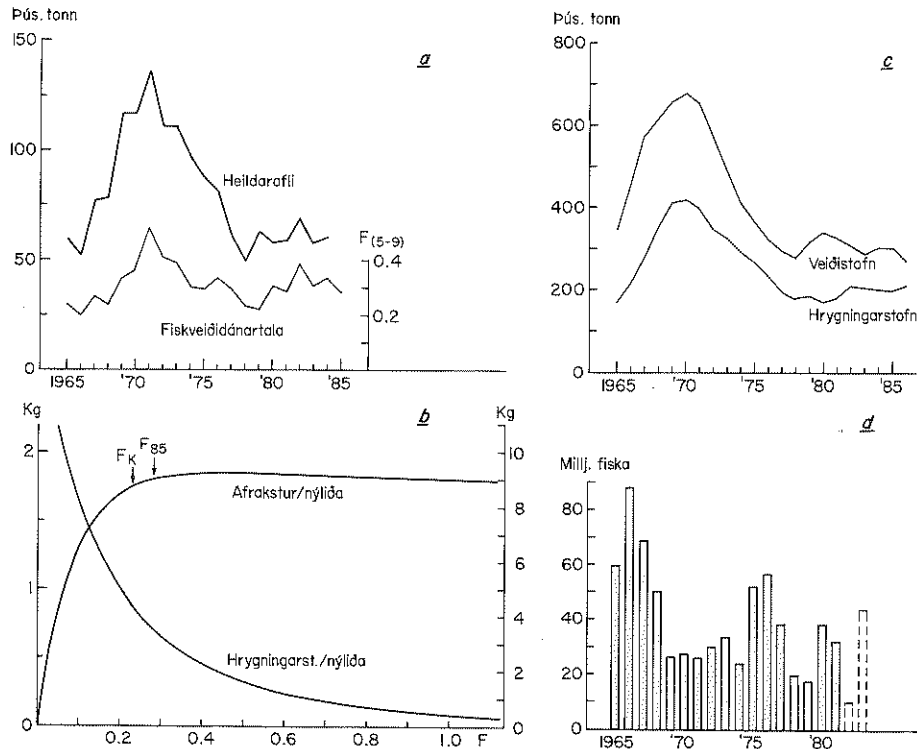 Þús. tonn
a
150
100
50
0
Heildarafli
F(5-9)
0.4
0.2
Fiskveiðidánartala
1965 '70 '75 '80 '85
Þús. tonn
c
800
600
400
200
0
Veiðistofn
Hrygningarstofn
1965 '70 '75 '80 '85
Kg
b
Kg
2
1
0
FK F85
Afrakstur/nýliða
Hrygningarst./nýliða
10
8
6
4
2
0
0.2 0.4 0.6 0.8 1.0 F
d
Millj. fiska
80
60
40
20
0
1965 '70 '75 '80